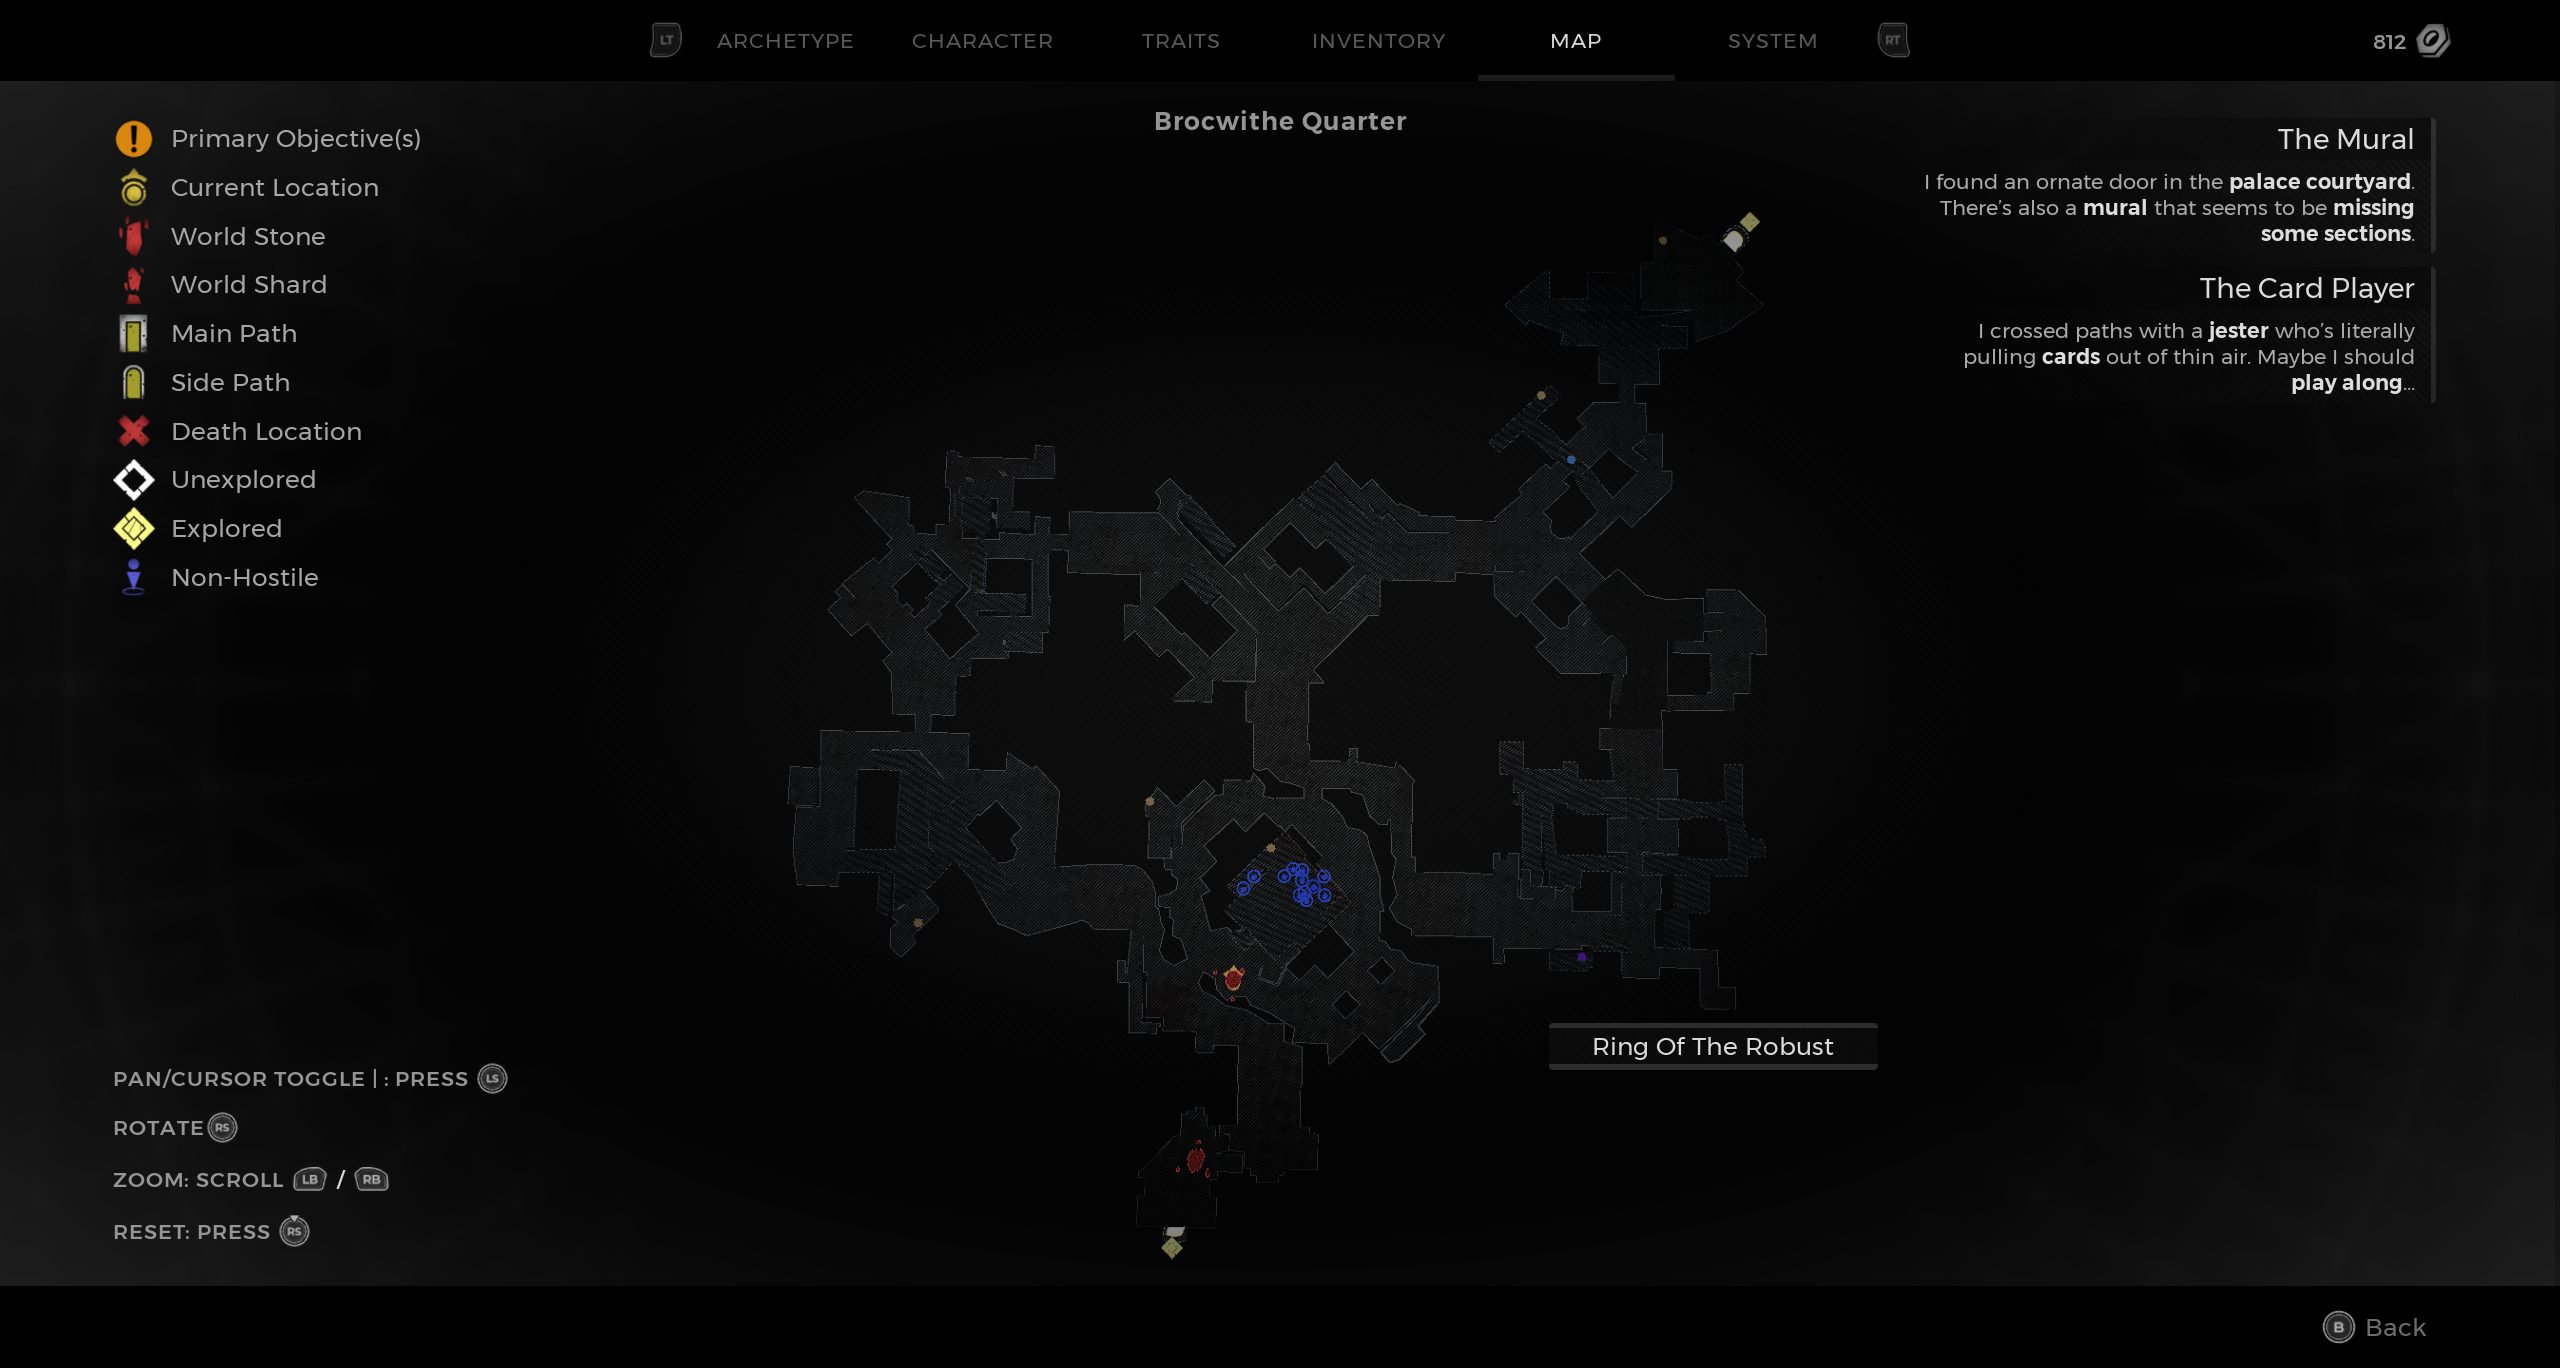 LT ARCHETYPE CHARACTER TRAITS INVENTORY MAP SYSTEM RT 812
Brocwithe Quarter
Primary Objective(s)
Current Location
World Stone
World Shard
Main Path
Side Path
Death Location
Unexplored
Explored
Non-Hostile
The Mural
I found an ornate door in the palace courtyard.
There's also a mural that seems to be missing
some sections.
The Card Player
I crossed paths with a jester who's literally
pulling cards out of thin air. Maybe I should
play along...
Ring Of The Robust
PAN/CURSOR TOGGLE | : PRESS LS
ROTATE RS
ZOOM: SCROLL LB / RB
RESET: PRESS RS
B Back